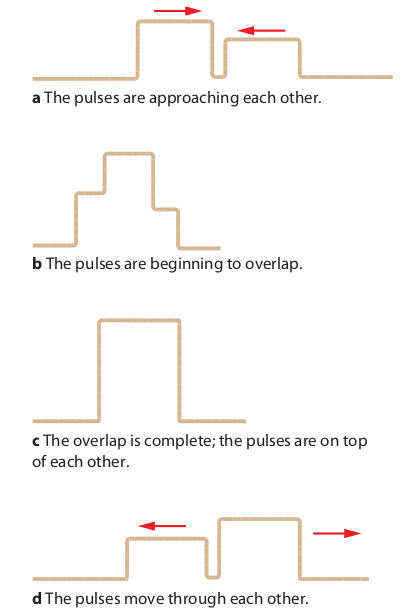 a The pulses are approaching each other.
b The pulses are beginning to overlap.
c The overlap is complete; the pulses are on top
of each other.
d The pulses move through each other.